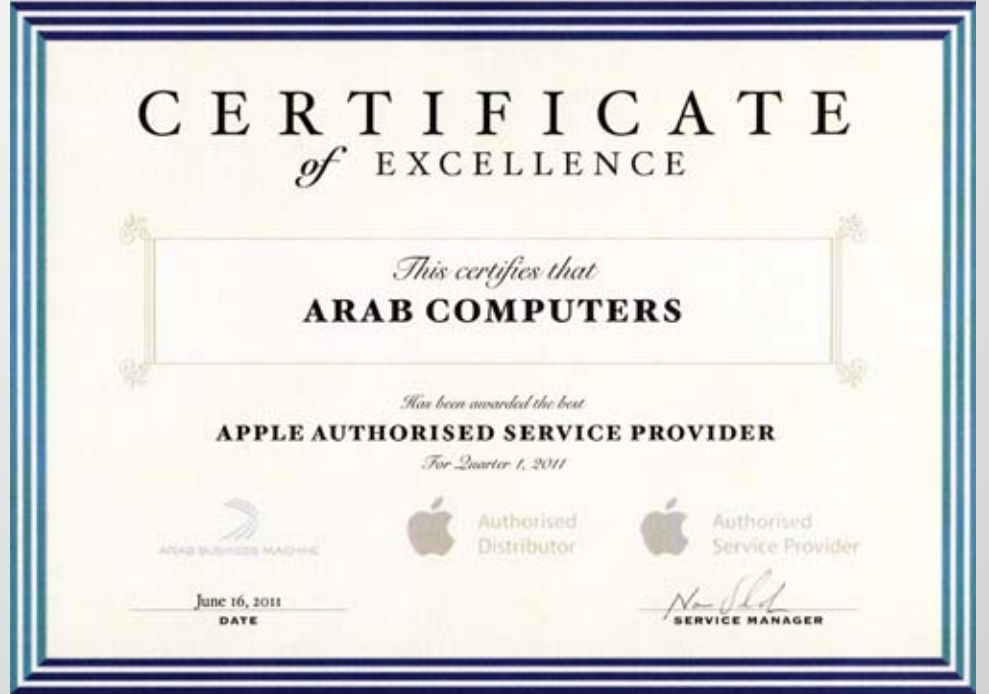 CERTIFICATE
of EXCELLENCE
This certifies that
ARAB COMPUTERS
Has been awarded the best
APPLE AUTHORISED SERVICE PROVIDER
For Quarter 1, 2011
ARAB BUSINESS MACHINE
Authorised
Distributor
Authorised
Service Provider
June 16, 2011
DATE
SERVICE MANAGER